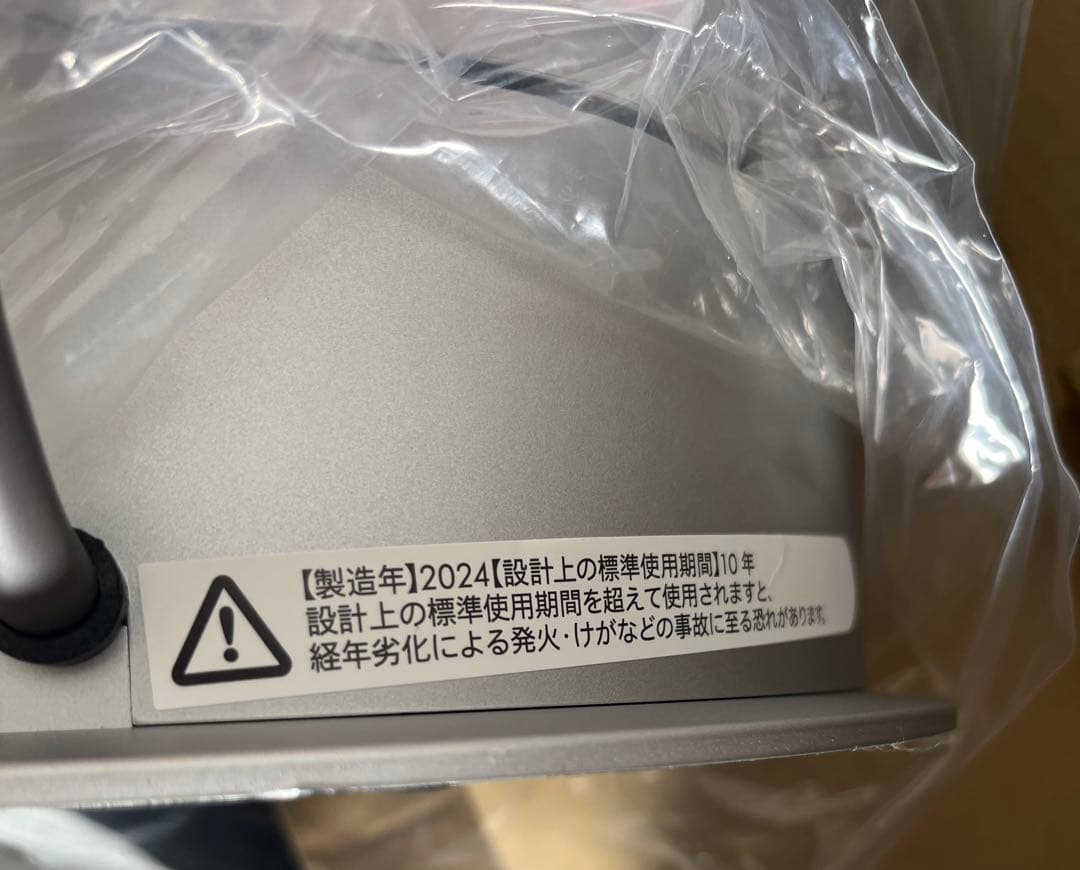 【製造年】2024【設計上の標準使用期間】10 年
設計上の標準使用期間を超えて使用されますと、
経年劣化による発火・けがなどの事故に至る恐れがあります。